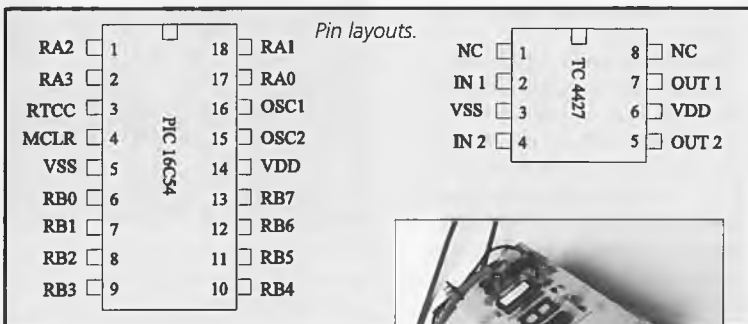 Pin layouts.
RA2 1 18 RA1
RA3 2 17 RA0
RTCC 3 16 OSC1
MCLR 4 15 OSC2
VSS 5 14 VDD
RB0 6 13 RB7
RB1 7 12 RB6
RB2 8 11 RB5
RB3 9 10 RB4
PIC 16C54
NC 1 8 NC
IN 1 2 7 OUT 1
VSS 3 6 VDD
IN 2 4 5 OUT 2
TC 4427